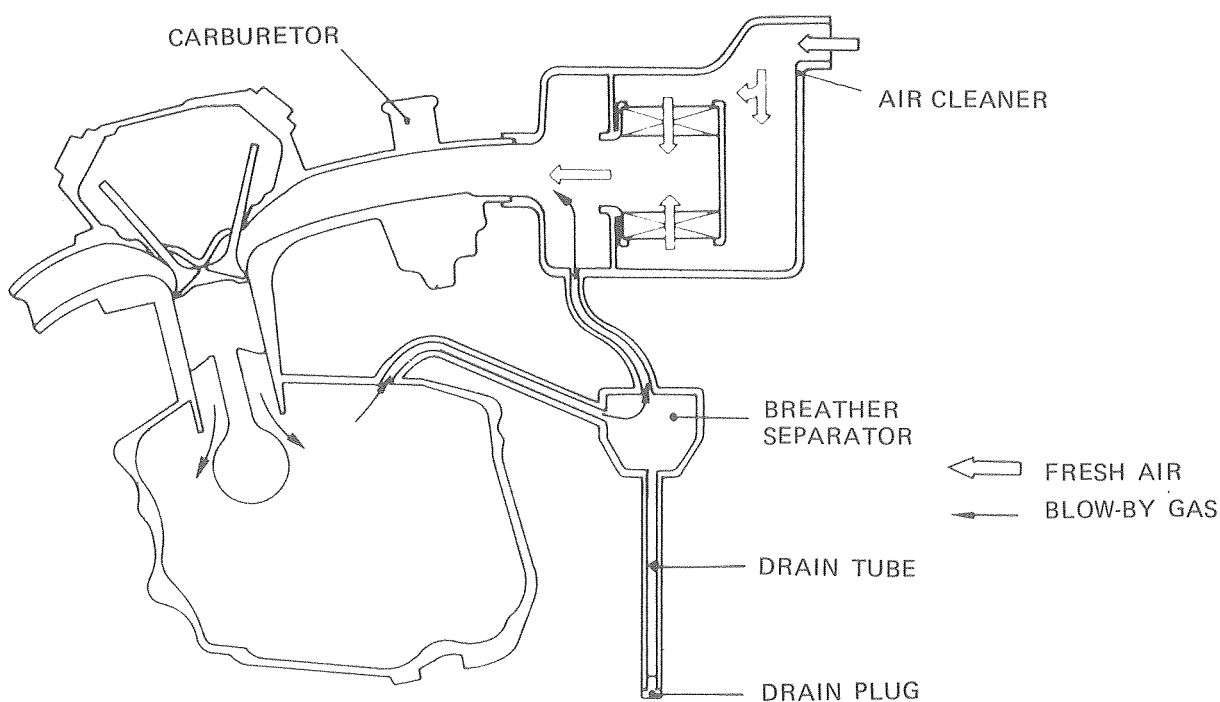 CARBURETOR
AIR CLEANER
BREATHER
SEPARATOR
FRESH AIR
BLOW-BY GAS
DRAIN TUBE
DRAIN PLUG